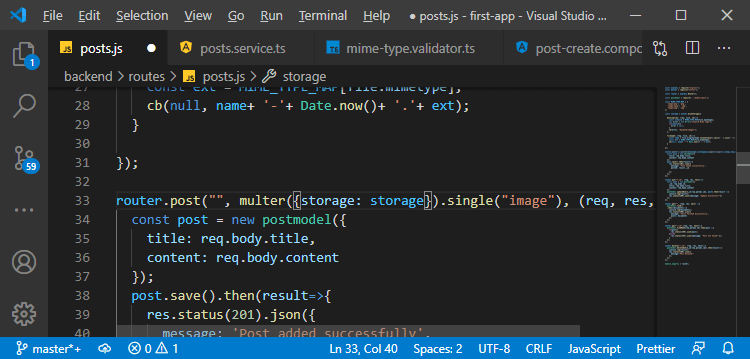 File Edit Selection View Go Run Terminal Help ● posts.js - first-app - Visual Studio ...
posts.js ● posts.service.ts mime-type.validator.ts post-create.compo
backend > routes > posts.js > storage
27 const ext = MIME_TYPE_MAP[file.mimetype];
28 cb(null, name+ '-'+ Date.now()+ '.'+ ext);
29 }
30
31 });
32
33 router.post("", multer({storage: storage}).single("image"), (req, res,
34 const post = new postmodel({
35 title: req.body.title,
36 content: req.body.content
37 });
38 post.save().then(result=>{
39 res.status(201).json({
40 message: 'Post added successfully',
1
59
master*+ 0 1 Ln 33, Col 40 Spaces: 2 UTF-8 CRLF JavaScript Prettier